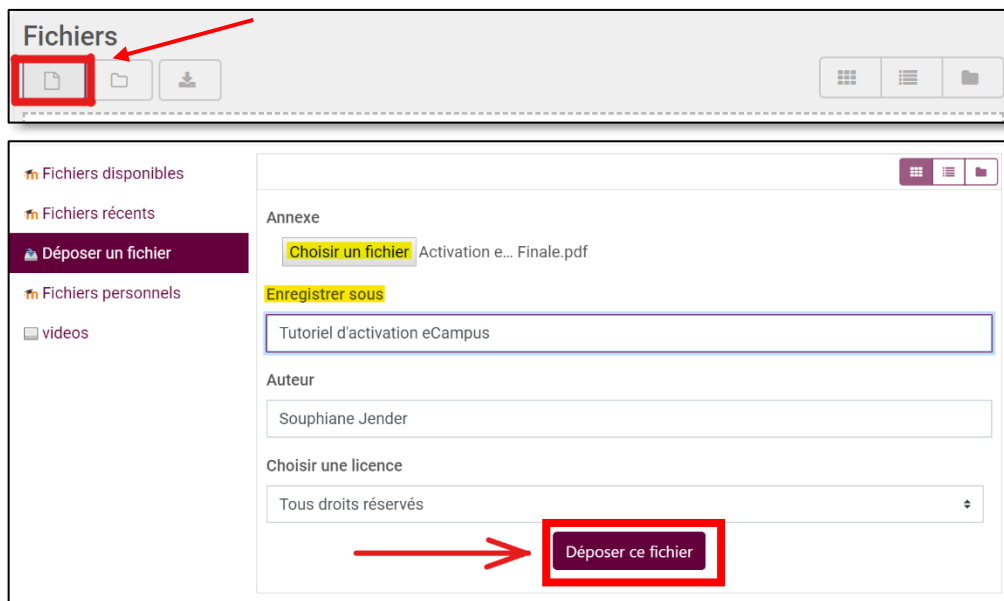 Fichiers
Fichiers disponibles
Fichiers récents
Déposer un fichier
Fichiers personnels
videos
Annexe
Choisir un fichier Activation e... Finale.pdf
Enregistrer sous
Tutoriel d'activation eCampus
Auteur
Souphiane Jender
Choisir une licence
Tous droits réservés
Déposer ce fichier